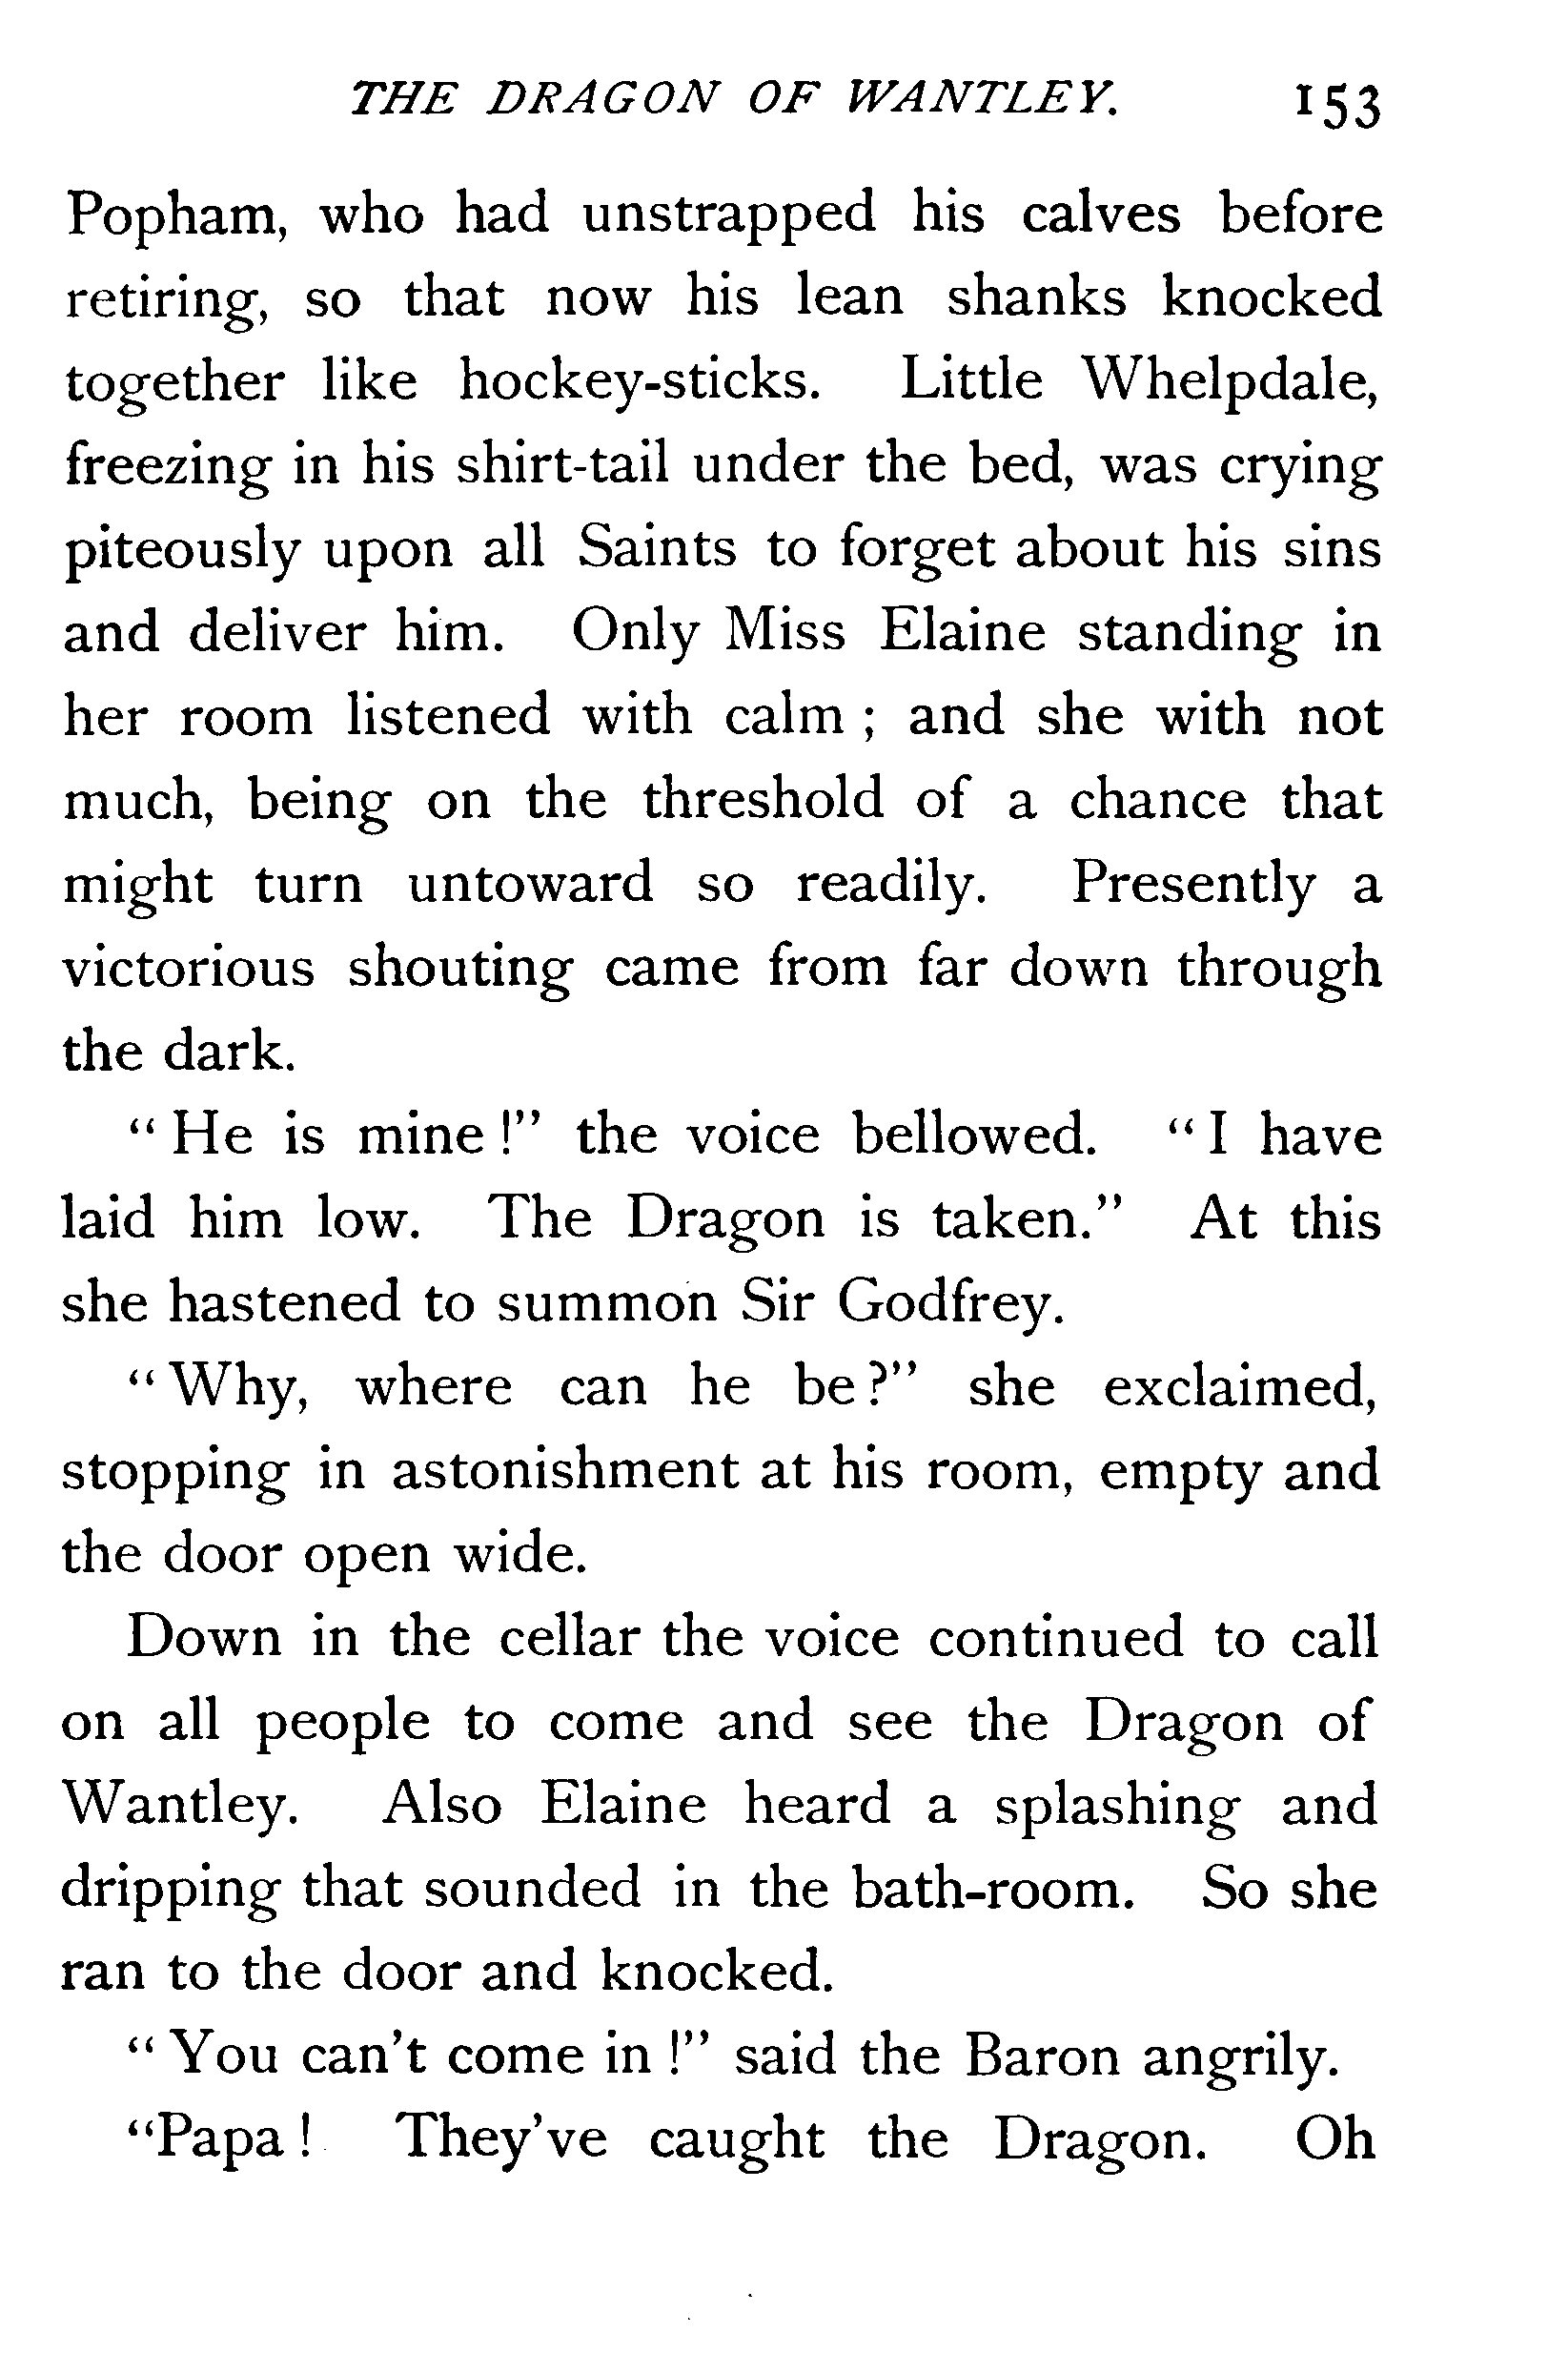 THE DRAGON OF WANTLEY. 153
Popham, who had unstrapped his calves before
retiring, so that now his lean shanks knocked
together like hockey-sticks. Little Whelpdale,
freezing in his shirt-tail under the bed, was crying
piteously upon all Saints to forget about his sins
and deliver him. Only Miss Elaine standing in
her room listened with calm ; and she with not
much, being on the threshold of a chance that
might turn untoward so readily. Presently a
victorious shouting came from far down through
the dark.
“ He is mine !” the voice bellowed. “ I have
laid him low. The Dragon is taken.” At this
she hastened to summon Sir Godfrey.
“ Why, where can he be ?” she exclaimed,
stopping in astonishment at his room, empty and
the door open wide.
Down in the cellar the voice continued to call
on all people to come and see the Dragon of
Wantley. Also Elaine heard a splashing and
dripping that sounded in the bath-room. So she
ran to the door and knocked.
“ You can’t come in !” said the Baron angrily.
“Papa ! They’ve caught the Dragon. Oh